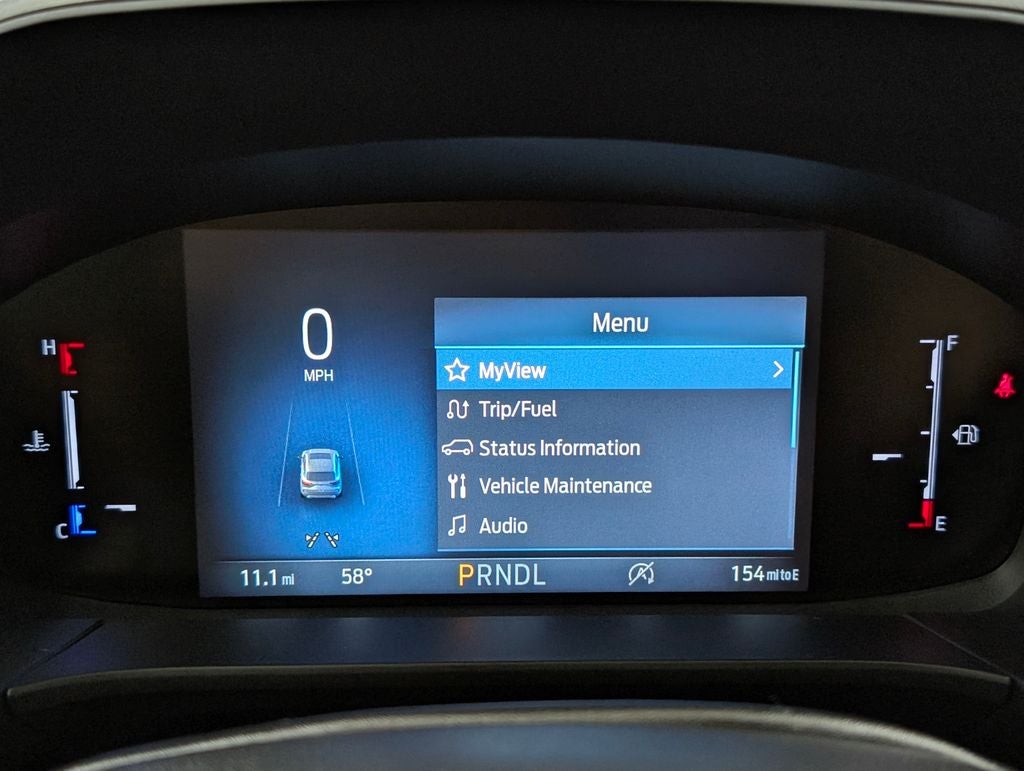 0
MPH
Menu
MyView
Trip/Fuel
Status Information
Vehicle Maintenance
Audio
11.1 mi 58° PRNDL 154 mi to E
H
C
F
E